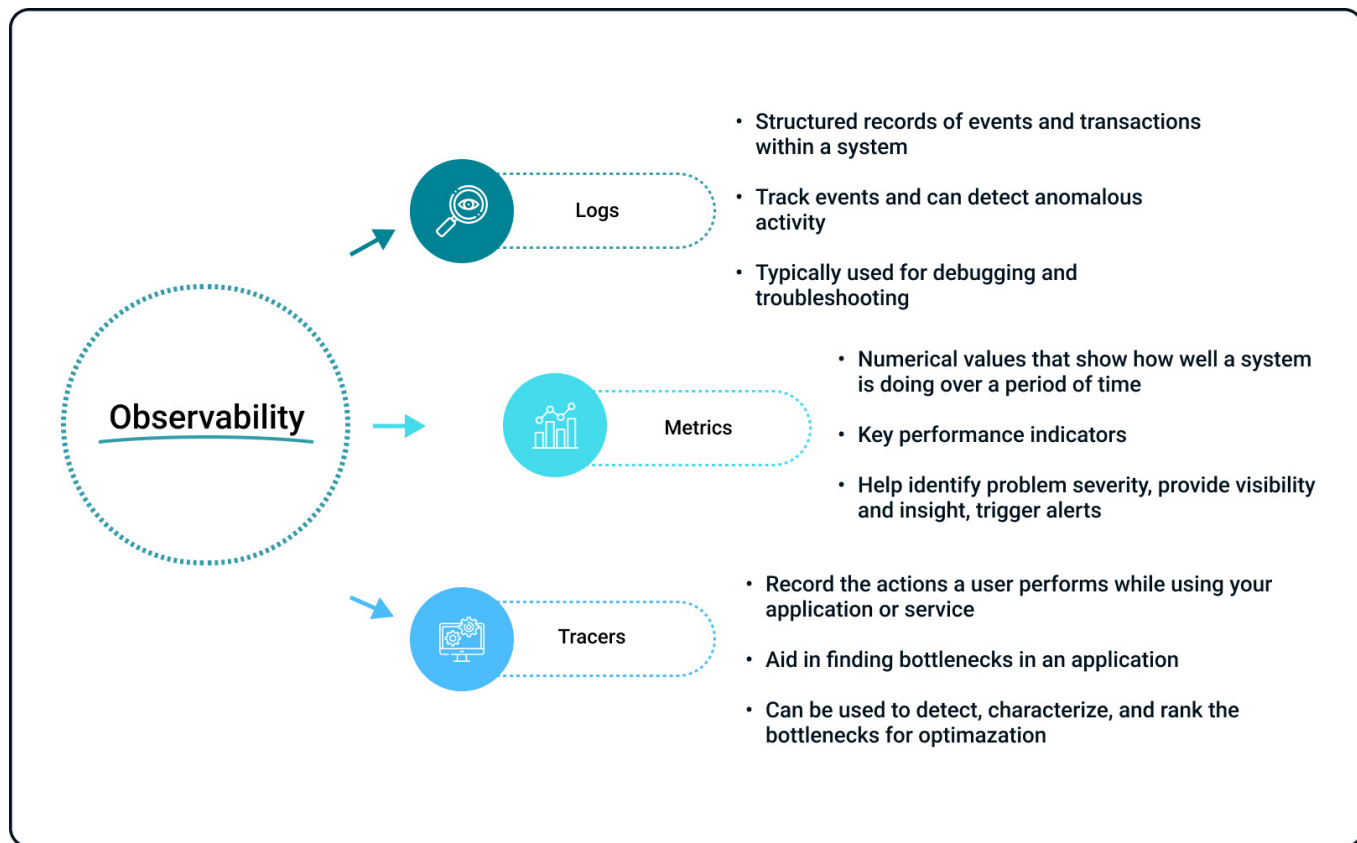 Observability
Logs
• Structured records of events and transactions
within a system
• Track events and can detect anomalous
activity
• Typically used for debugging and
troubleshooting
Metrics
• Numerical values that show how well a system
is doing over a period of time
• Key performance indicators
• Help identify problem severity, provide visibility
and insight, trigger alerts
Tracers
• Record the actions a user performs while using your
application or service
• Aid in finding bottlenecks in an application
• Can be used to detect, characterize, and rank the
bottlenecks for optimazation